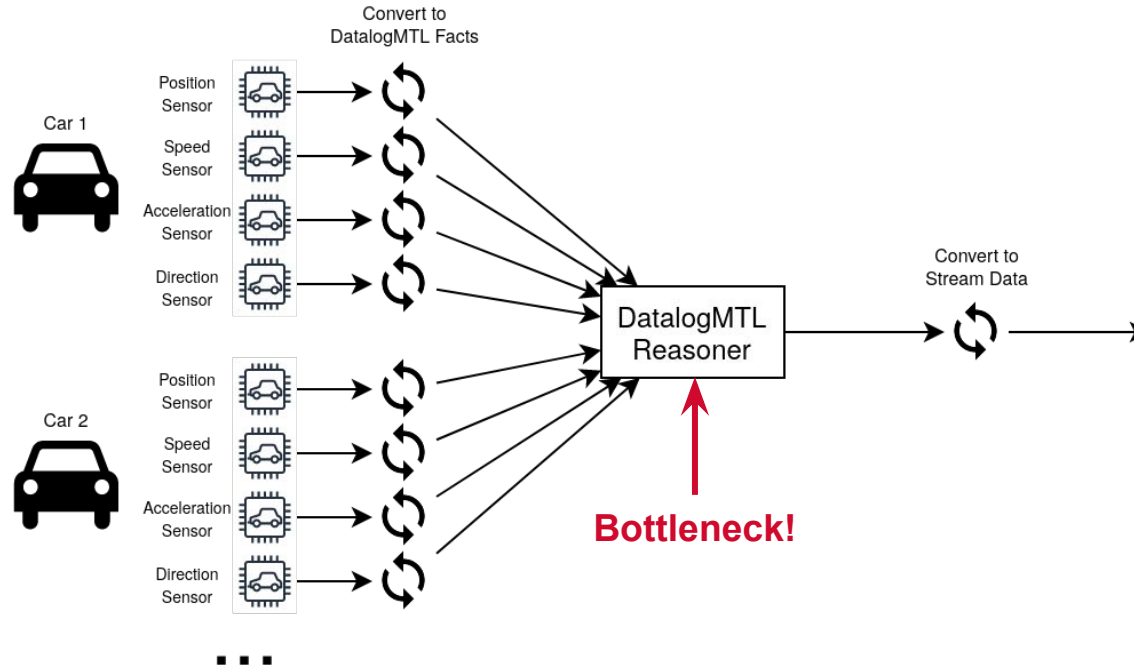 Convert to
DatalogMTL Facts
Car 1
Position
Sensor
Speed
Sensor
Acceleration
Sensor
Direction
Sensor
DatalogMTL
Reasoner
Convert to
Stream Data
Bottleneck!
Car 2
Position
Sensor
Speed
Sensor
Acceleration
Sensor
Direction
Sensor
...